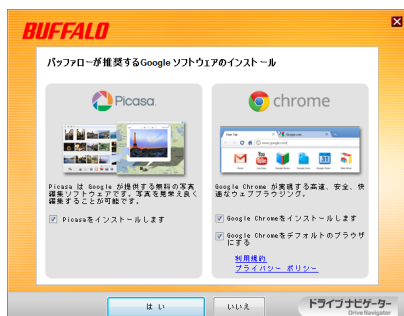 BUFFALO
バッファローが推奨するGoogle ソフトウェアのインストール
Picasa
Picasa は Google が提供する無料の写真
編集ソフトウェアです。写真を見栄え良く
編集することが可能です。
Picasaをインストールします
chrome
Google Chrome が実現する高速、安全、快
適なウェブブラウジング。
Google Chromeをインストールします
Google Chromeをデフォルトのブラウザ
にする
利用規約
プライバシー ポリシー
はい
いいえ
ドライブナビゲーター
Drive Navigator